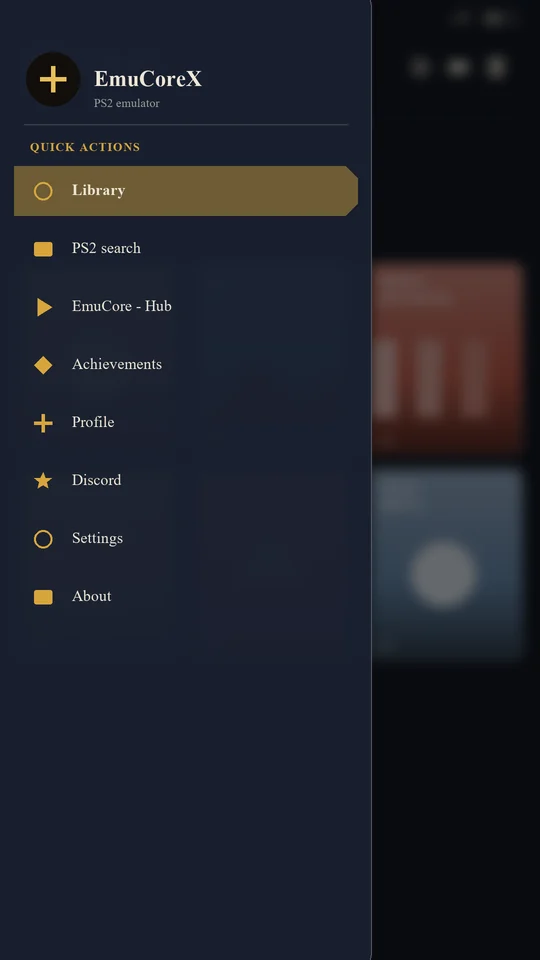 EmuCoreX
PS2 emulator
QUICK ACTIONS
Library
PS2 search
EmuCore - Hub
Achievements
Profile
Discord
Settings
About